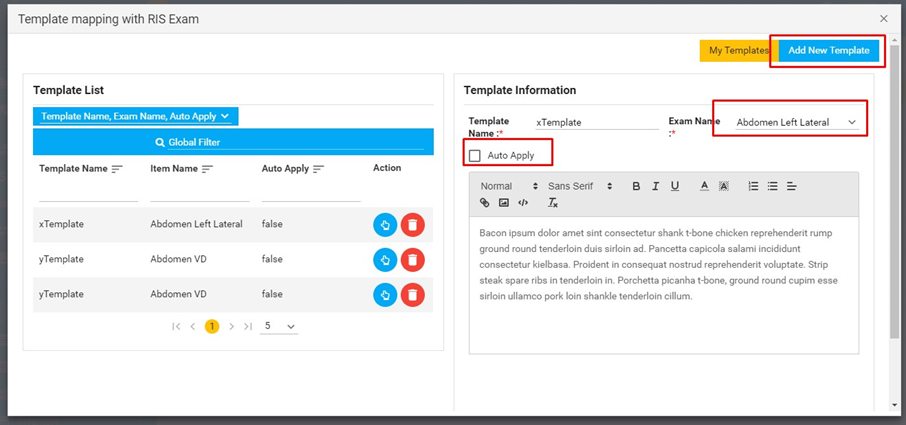 Template mapping with RIS Exam
My Templates
Add New Template
Template List
Template Name, Exam Name, Auto Apply
Global Filter
Template Name
Item Name
Auto Apply
Action
xTemplate
Abdomen Left Lateral
false
yTemplate
Abdomen VD
false
yTemplate
Abdomen VD
false
1
5
Template Information
Template
Name :*
xTemplate
Exam Name
:*
Abdomen Left Lateral
Auto Apply
Normal
Sans Serif
B
I
U
A
A
Bacon ipsum dolor amet sint consectetur shank t-bone chicken reprehenderit rump
ground round tenderloin duis sirloin ad. Pancetta capicola salami incididunt
consectetur kielbasa. Proident in consequat nostrud reprehenderit voluptate. Strip
steak spare ribs in tenderloin in. Porchetta picanha t-bone, ground round cupim esse
sirloin ullamco pork loin shankle tenderloin cillum.